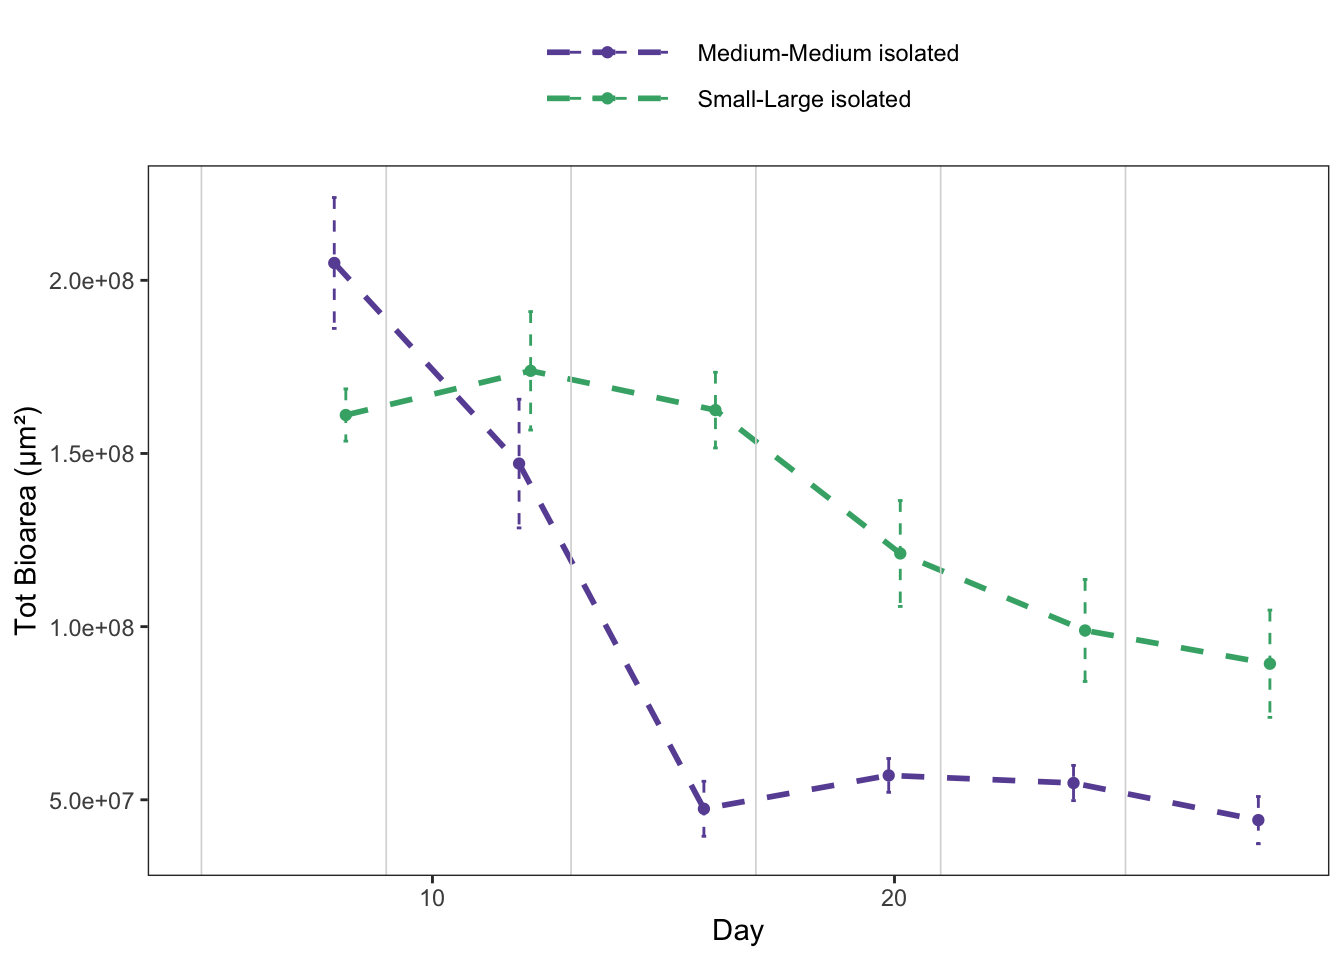 Medium-Medium isolated
Small-Large isolated
Tot Bioarea (µm²)
2.0e+08
1.5e+08
1.0e+08
5.0e+07
10
20
Day